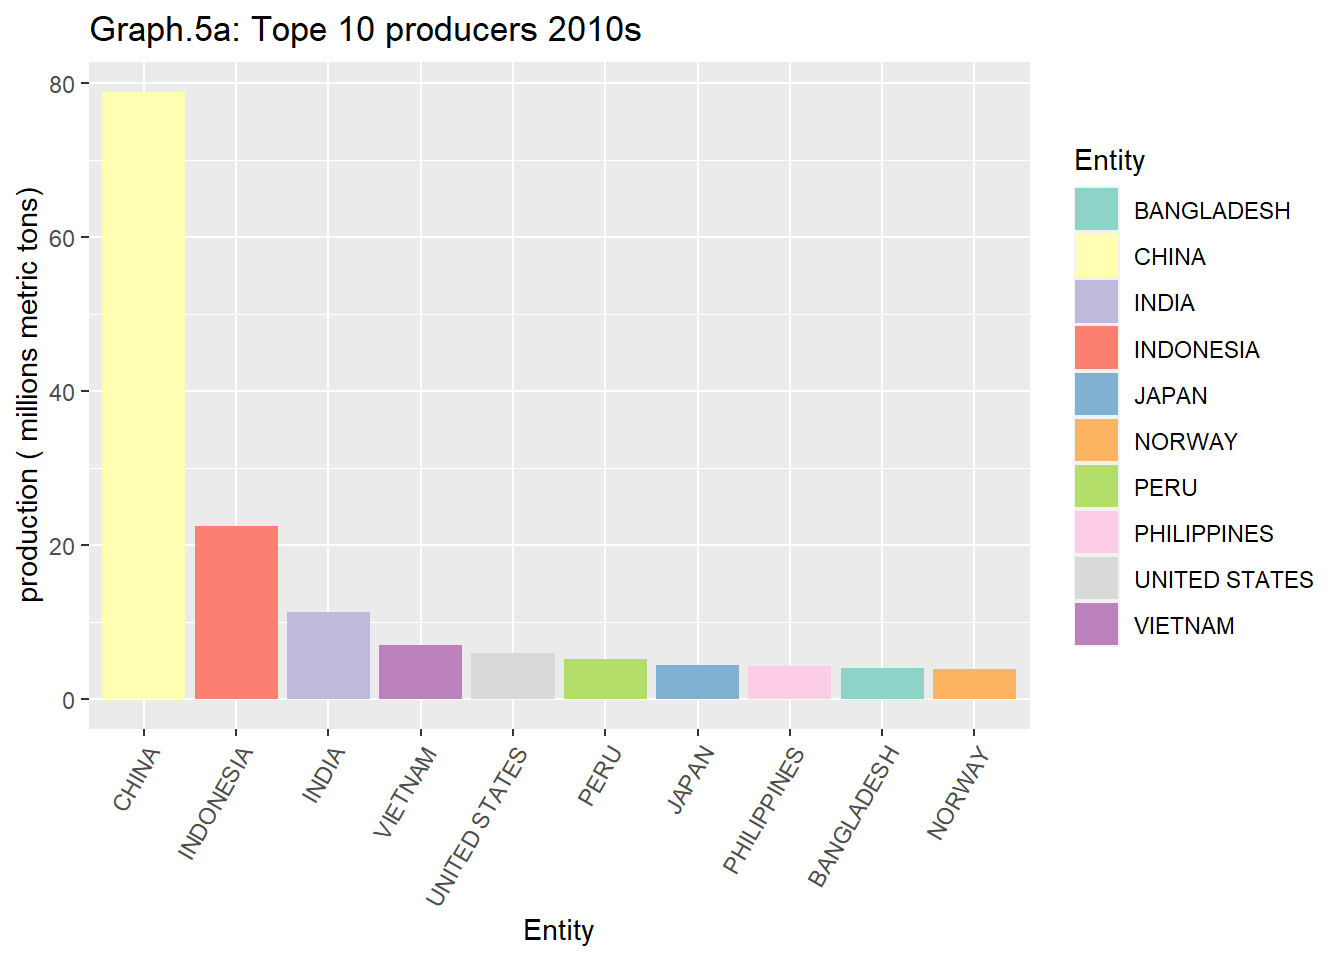 Graph.5a: Tope 10 producers 2010s
production ( millions metric tons)
80
60
40
20
0
CHINA
INDONESIA
INDIA
VIETNAM
UNITED STATES
PERU
JAPAN
PHILIPPINES
BANGLADESH
NORWAY
Entity
Entity
BANGLADESH
CHINA
INDIA
INDONESIA
JAPAN
NORWAY
PERU
PHILIPPINES
UNITED STATES
VIETNAM